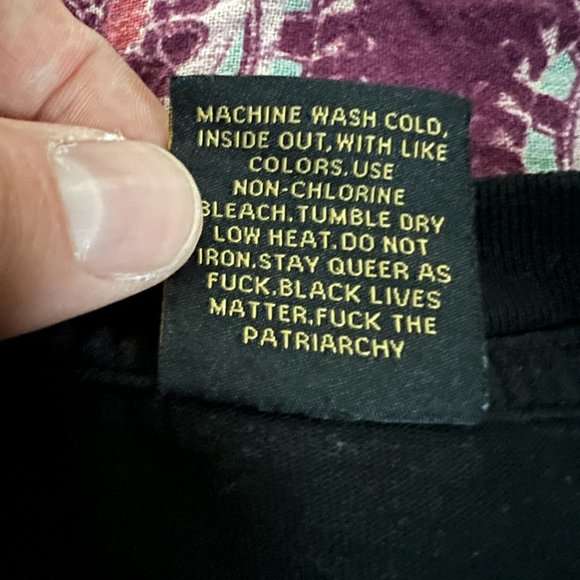 MACHINE WASH COLD,
INSIDE OUT, WITH LIKE
COLORS. USE
NON-CHLORINE
BLEACH. TUMBLE DRY
LOW HEAT. DO NOT
IRON. STAY QUEER AS
FUCK. BLACK LIVES
MATTER. FUCK THE
PATRIARCHY